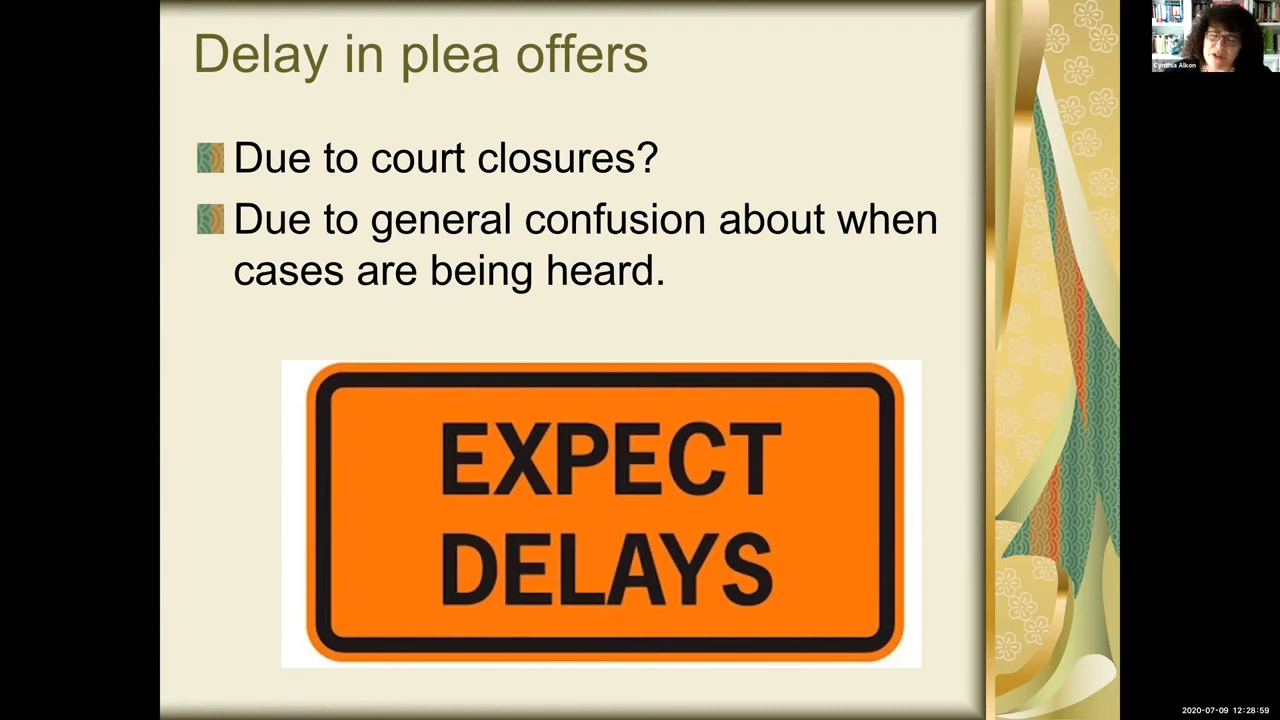 Delay in plea offers
Due to court closures?
Due to general confusion about when
cases are being heard.
EXPECT
DELAYS
Cynthia Alkon
2020-07-09 12:28:59